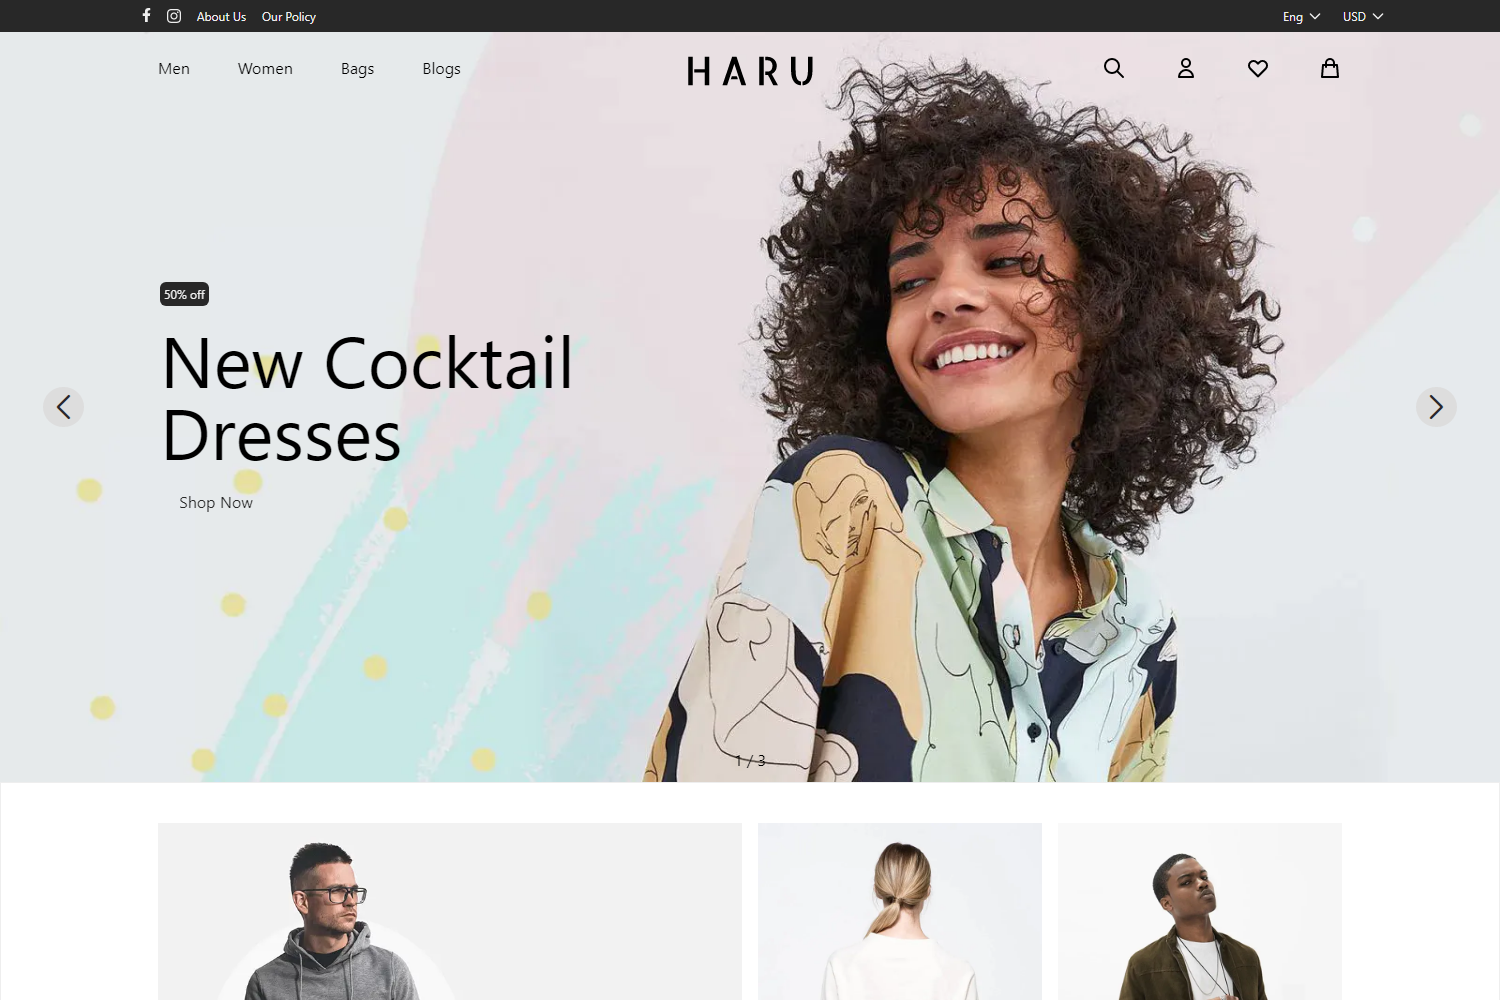 About Us Our Policy Eng USD
Men Women Bags Blogs HARU
50% off
New Cocktail
Dresses
Shop Now
1 / 3